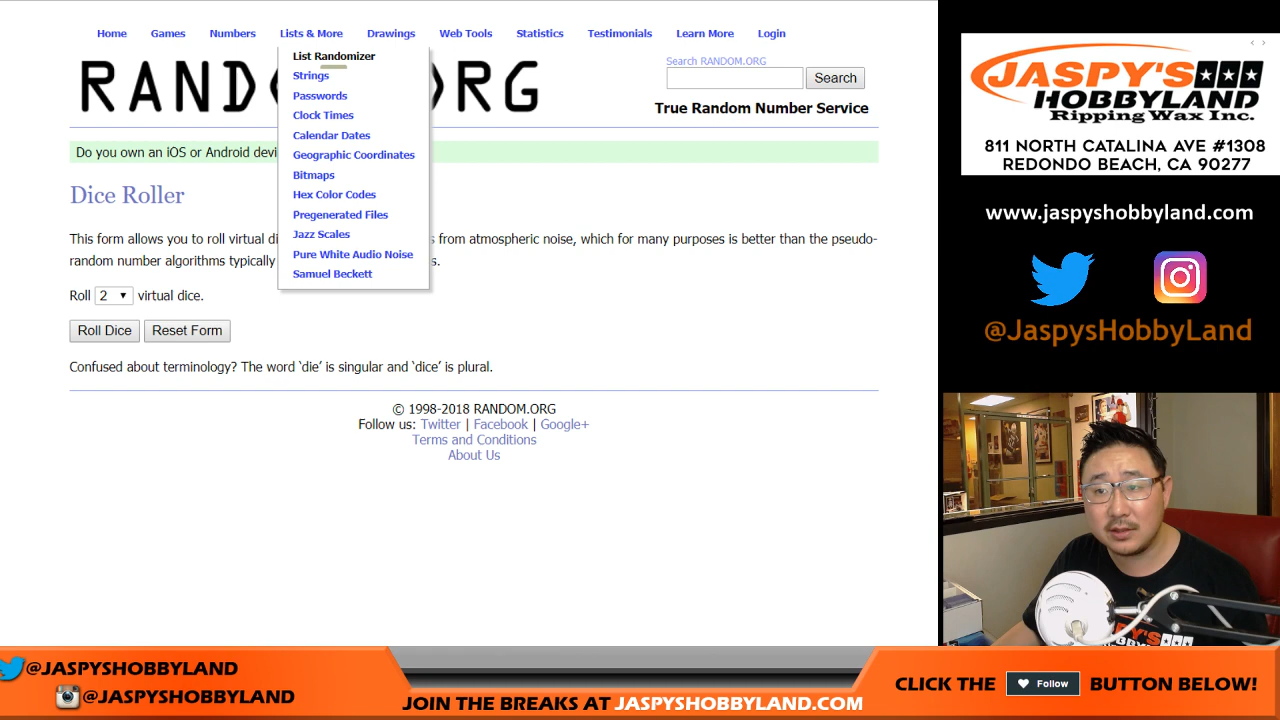 Home Games Numbers Lists & More Drawings Web Tools Statistics Testimonials Learn More Login
List Randomizer
Strings
Passwords
Clock Times
Calendar Dates
Geographic Coordinates
Bitmaps
Hex Color Codes
Pregenerated Files
Jazz Scales
Pure White Audio Noise
Samuel Beckett
RAND ORG
Search RANDOM.ORG
Search
True Random Number Service
Do you own an iOS or Android devi
Dice Roller
This form allows you to roll virtual di s from atmospheric noise, which for many purposes is better than the pseudo-
random number algorithms typically s.
Roll 2 virtual dice.
Roll Dice Reset Form
Confused about terminology? The word ‘die’ is singular and ‘dice’ is plural.
© 1998-2018 RANDOM.ORG
Follow us: Twitter | Facebook | Google+
Terms and Conditions
About Us
JASPY'S
HOBBYLAND
Ripping Wax Inc.
811 NORTH CATALINA AVE #1308
REDONDO BEACH, CA 90277
www.jaspyshobbyland.com
@JaspysHobbyLand
@JASPYSHOBBYLAND
@JASPYSHOBBYLAND
JOIN THE BREAKS AT JASPYSHOBBYLAND.COM
CLICK THE Follow BUTTON BELOW!